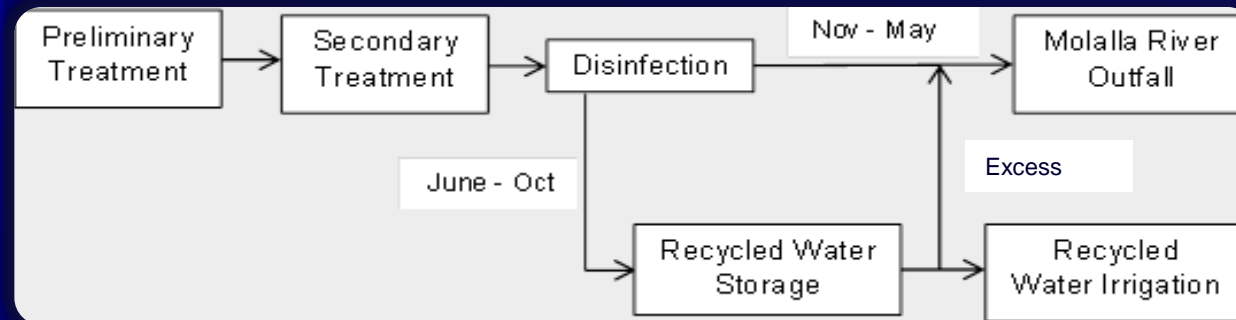 Preliminary
Treatment
Secondary
Treatment
Disinfection
Nov - May
Molalla River
Outfall
June - Oct
Excess
Recycled Water
Storage
Recycled
Water Irrigation